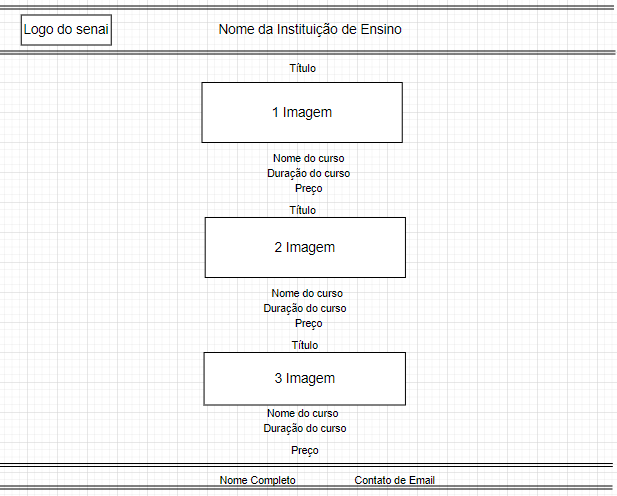 Logo do senai
Nome da Instituição de Ensino
Título
1 Imagem
Nome do curso
Duração do curso
Preço
Título
2 Imagem
Nome do curso
Duração do curso
Preço
Título
3 Imagem
Nome do curso
Duração do curso
Preço
Nome Completo
Contato de Email